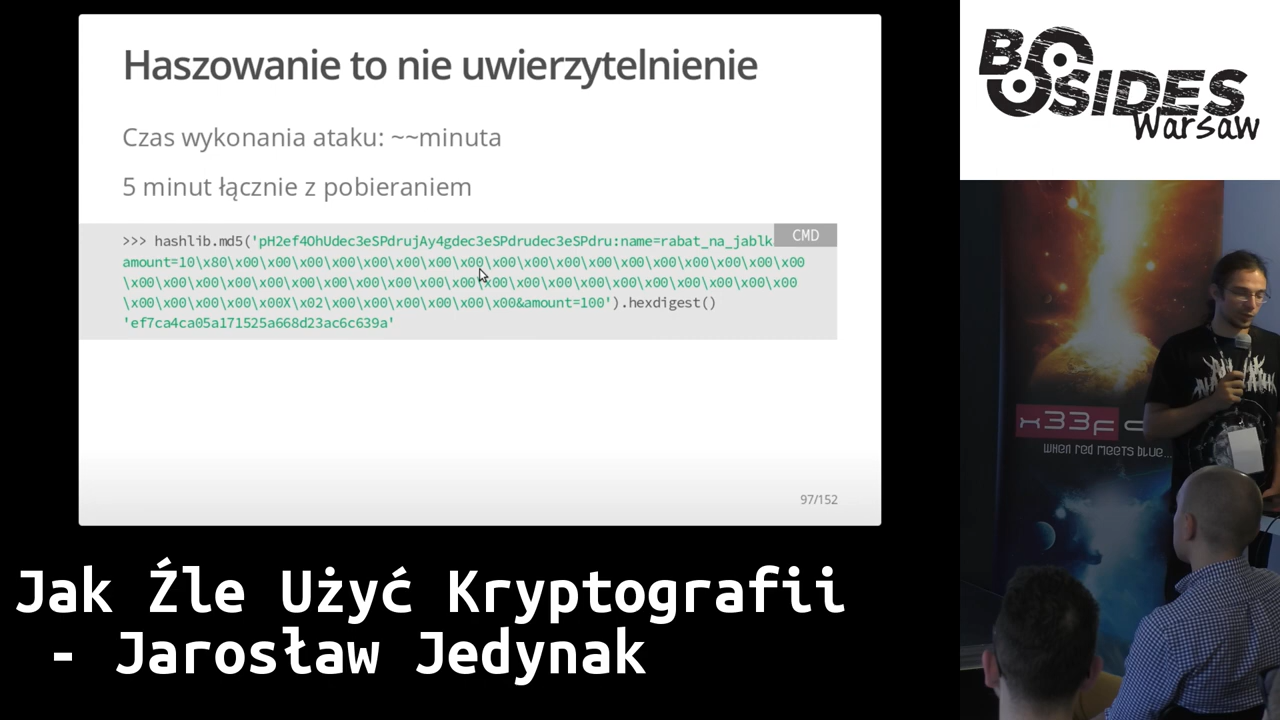 Haszowanie to nie uwierzytelnienie
Czas wykonania ataku: ~~minuta
5 minut łącznie z pobieraniem
CMD
>>> hashlib.md5('pH2ef4OhUdec3eSPdrujAy4gdec3eSPdrudec3eSPdru:name=rabat_na_jablk
amount=10\x80\x00\x00\x00\x00\x00\x00\x00\x00\x00\x00\x00\x00\x00\x00\x00\x00\x00\x00\x00
\x00\x00\x00\x00\x00\x00\x00\x00\x00\x00\x00\x00\x00\x00\x00\x00\x00\x00\x00\x00\x00\x00
\x00\x00\x00\x00\x00X\x02\x00\x00\x00\x00\x00\x00&amount=100').hexdigest()
'ef7ca4ca05a171525a668d23ac6c639a'
97/152
BSIDES
Warsaw
x33f
when red meets blue...
Jak Źle Użyć Kryptografii
- Jarosław Jedynak